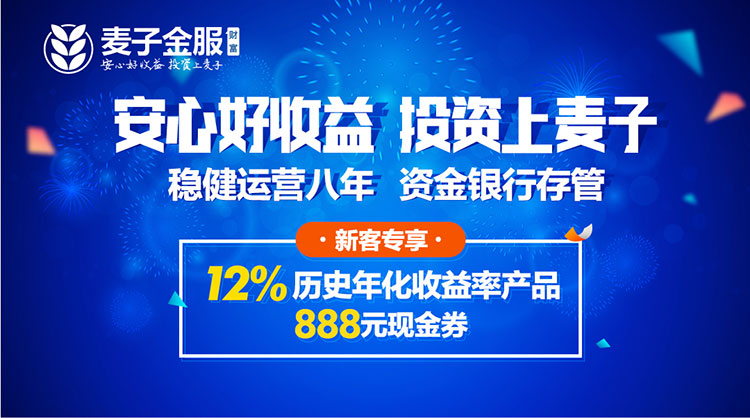 麦子金服 财富
安心好收益 投资上麦子
安心好收益 投资上麦子
稳健运营八年 资金银行存管
·新客专享·
12%历史年化收益率产品
888元现金券